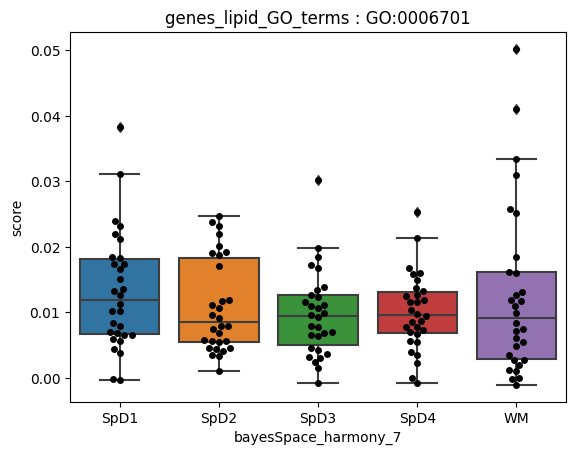 genes_lipid_GO_terms : GO:0006701
0.05
0.04
0.03
0.02
0.01
0.00
score
SpD1 SpD2 SpD3 SpD4 WM
bayesSpace_harmony_7